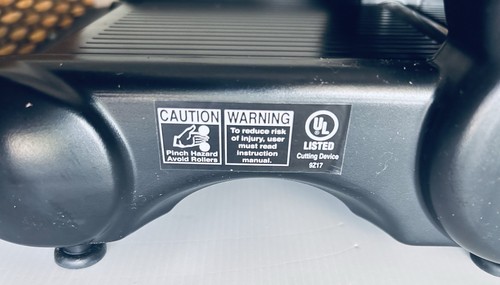 CAUTION
Pinch Hazard
Avoid Rollers
WARNING
To reduce risk
of injury, user
must read
instruction
manual.
UL
LISTED
Cutting Device
9Z17